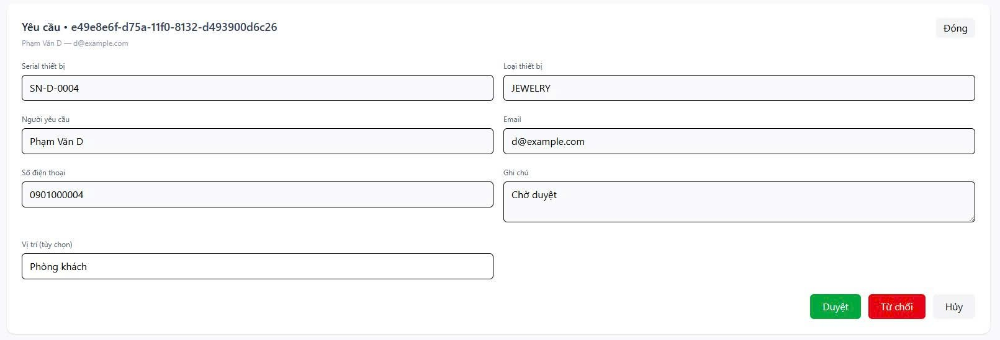 Yêu cầu • e49e8e6f-d75a-11f0-8132-d493900d6c26
Đóng
Phạm Văn D — d@example.com
Serial thiết bị
Loại thiết bị
SN-D-0004
JEWELRY
Người yêu cầu
Email
Phạm Văn D
d@example.com
Số điện thoại
Ghi chú
0901000004
Chờ duyệt
Vị trí (tùy chọn)
Phòng khách
Duyệt
Từ chối
Hủy